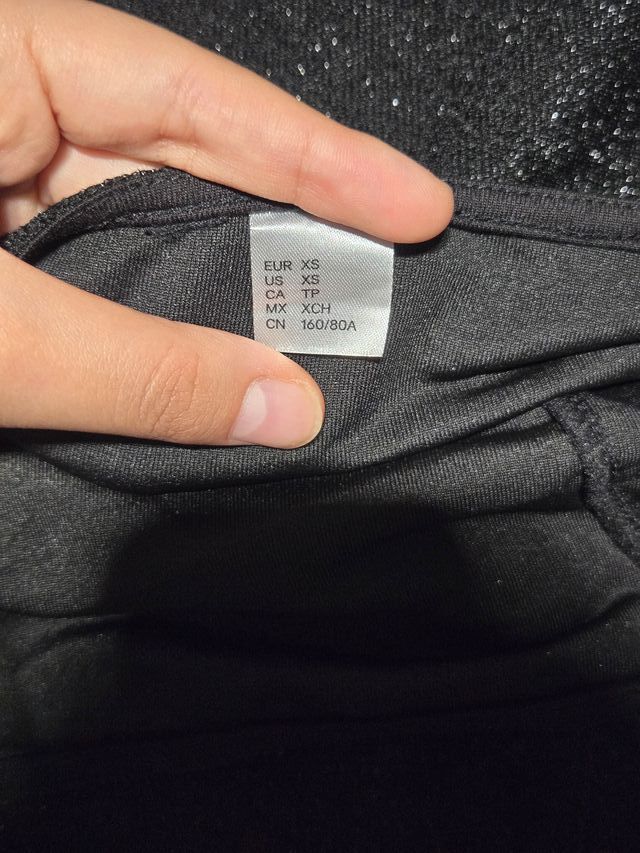 EUR XS
US XS
CA TP
MX XCH
CN 160/80A